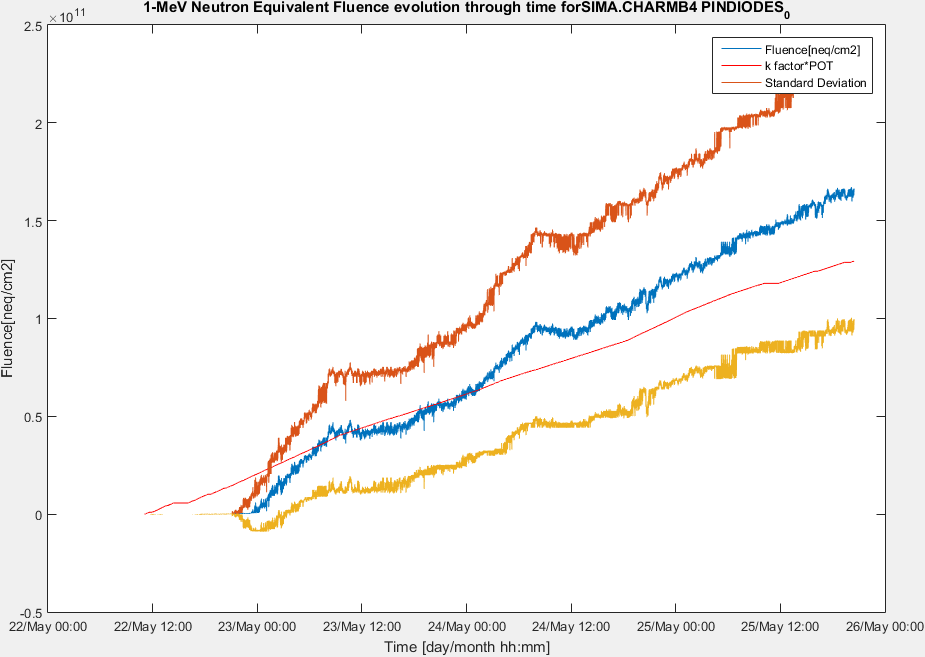 1-MeV Neutron Equivalent Fluence evolution through time forSIMA.CHARMB4 PINDIODES0
×10^11
2.5
Fluence[neq/cm2]
k factor*POT
Standard Deviation
2
1.5
1
0.5
0
-0.5
Fluence[neq/cm2]
22/May 00:00 22/May 12:00 23/May 00:00 23/May 12:00 24/May 00:00 24/May 12:00 25/May 00:00 25/May 12:00 26/May 00:00
Time [day/month hh:mm]